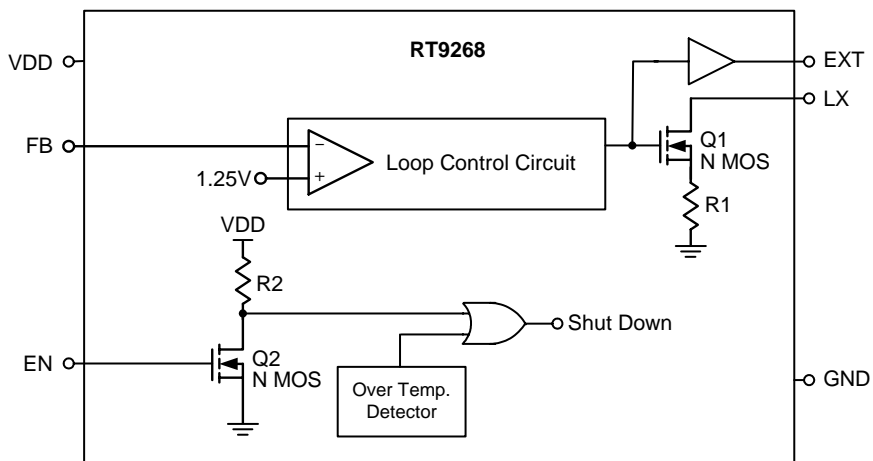 RT9268
VDD
EXT
LX
FB
−
+
Loop Control Circuit
Q1
N MOS
1.25V
R1
VDD
R2
Shut Down
EN
Q2
N MOS
Over Temp.
Detector
GND